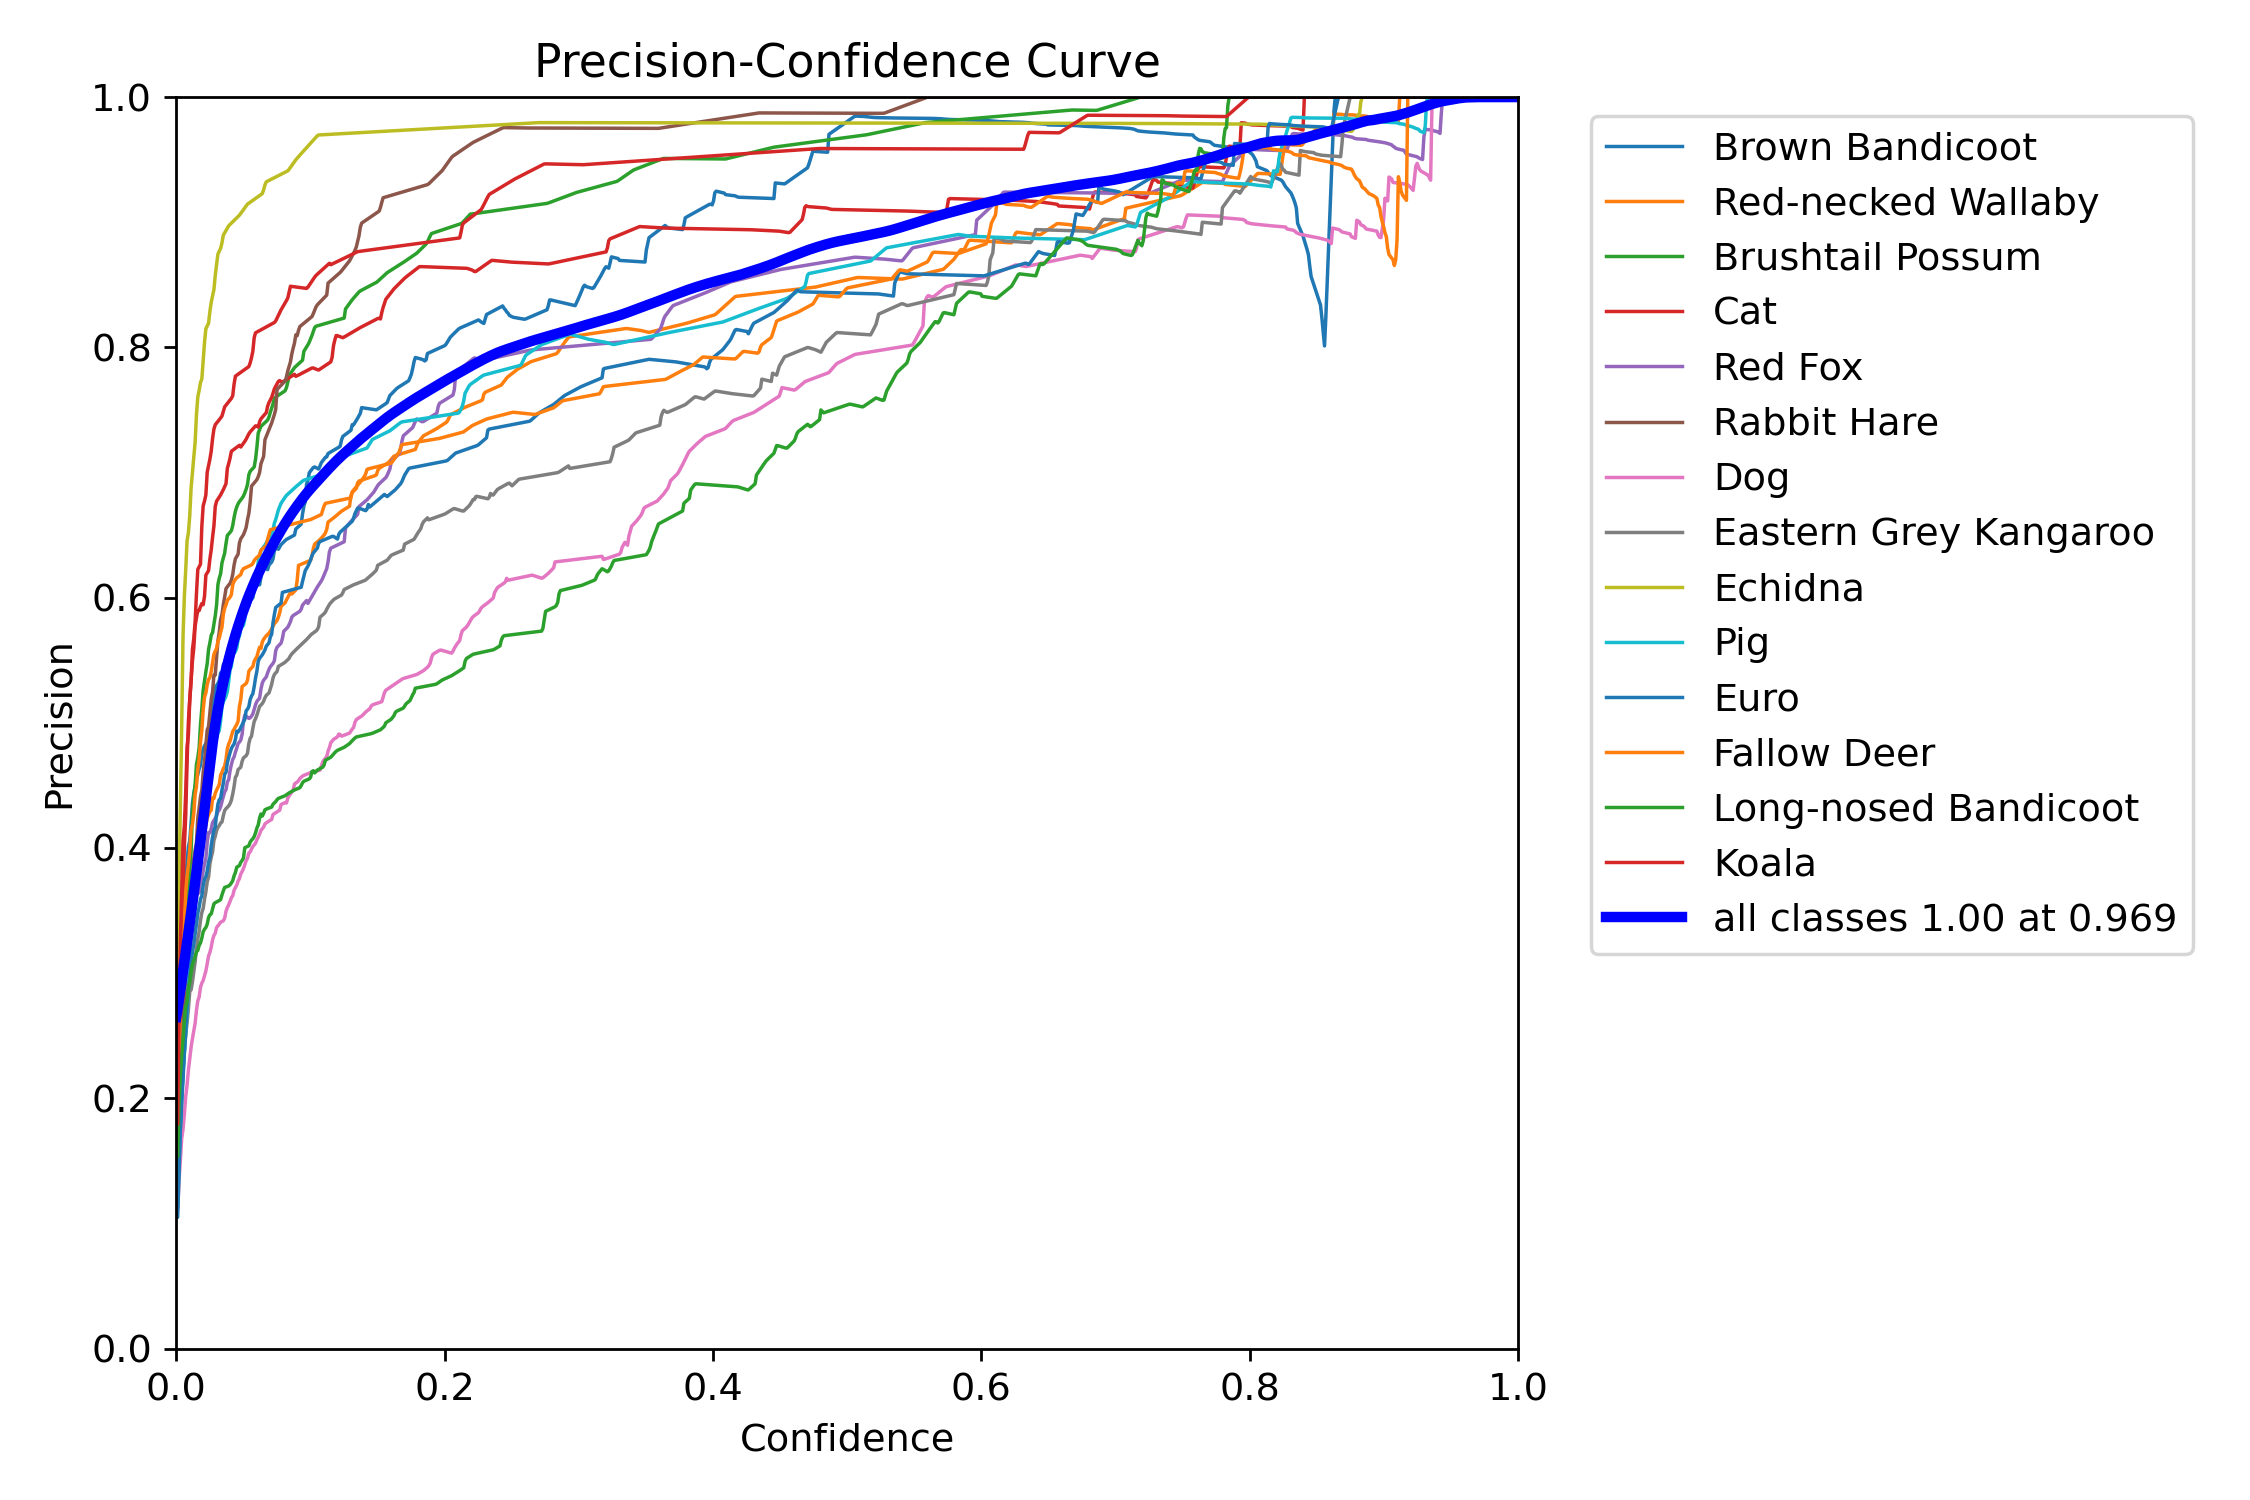 Precision-Confidence Curve
1.0
0.8
0.6
0.4
0.2
0.0
Precision
0.0 0.2 0.4 0.6 0.8 1.0
Confidence
Brown Bandicoot
Red-necked Wallaby
Brushtail Possum
Cat
Red Fox
Rabbit Hare
Dog
Eastern Grey Kangaroo
Echidna
Pig
Euro
Fallow Deer
Long-nosed Bandicoot
Koala
all classes 1.00 at 0.969